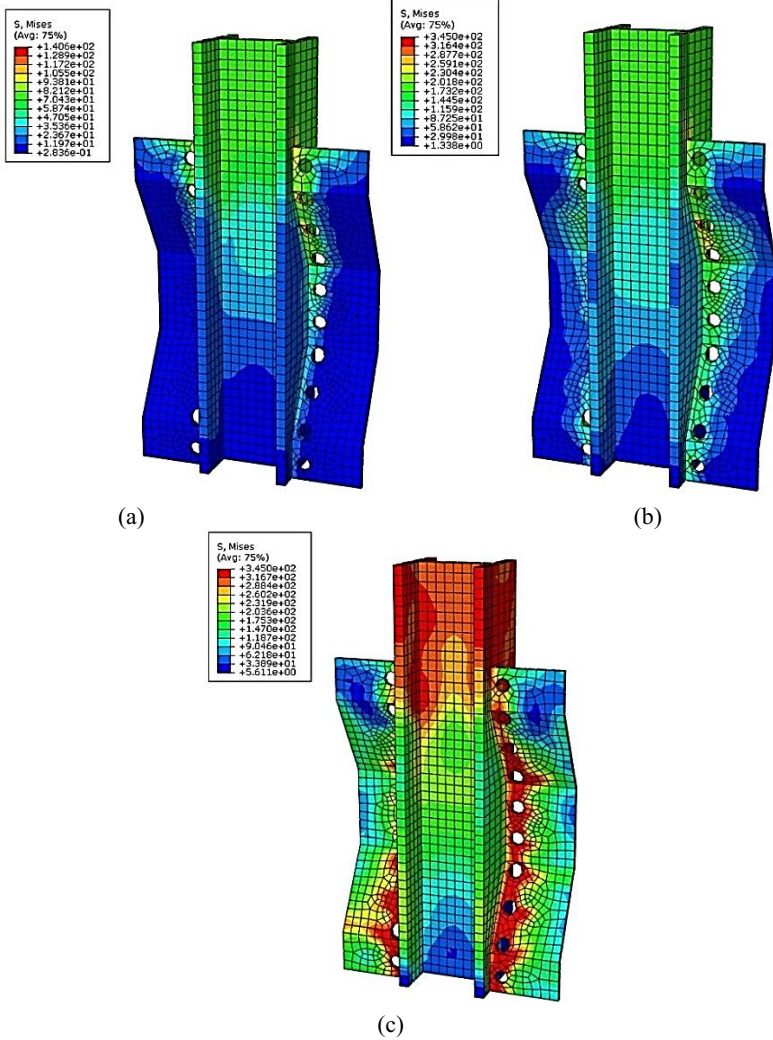 S, Mises
(Avg: 75%)
+1.406e+02
+1.289e+02
+1.172e+02
+1.055e+02
+9.381e+01
+8.212e+01
+7.043e+01
+5.874e+01
+4.705e+01
+3.536e+01
+2.367e+01
+1.197e+01
+2.836e-01
S, Mises
(Avg: 75%)
+3.450e+02
+3.164e+02
+2.877e+02
+2.591e+02
+2.304e+02
+2.018e+02
+1.732e+02
+1.445e+02
+1.159e+02
+8.725e+01
+5.862e+01
+2.998e+01
+1.338e+00
(a)
(b)
S, Mises
(Avg: 75%)
+3.450e+02
+3.167e+02
+2.884e+02
+2.602e+02
+2.319e+02
+2.036e+02
+1.753e+02
+1.470e+02
+1.187e+02
+9.046e+01
+6.218e+01
+3.389e+01
+5.611e+00
(c)